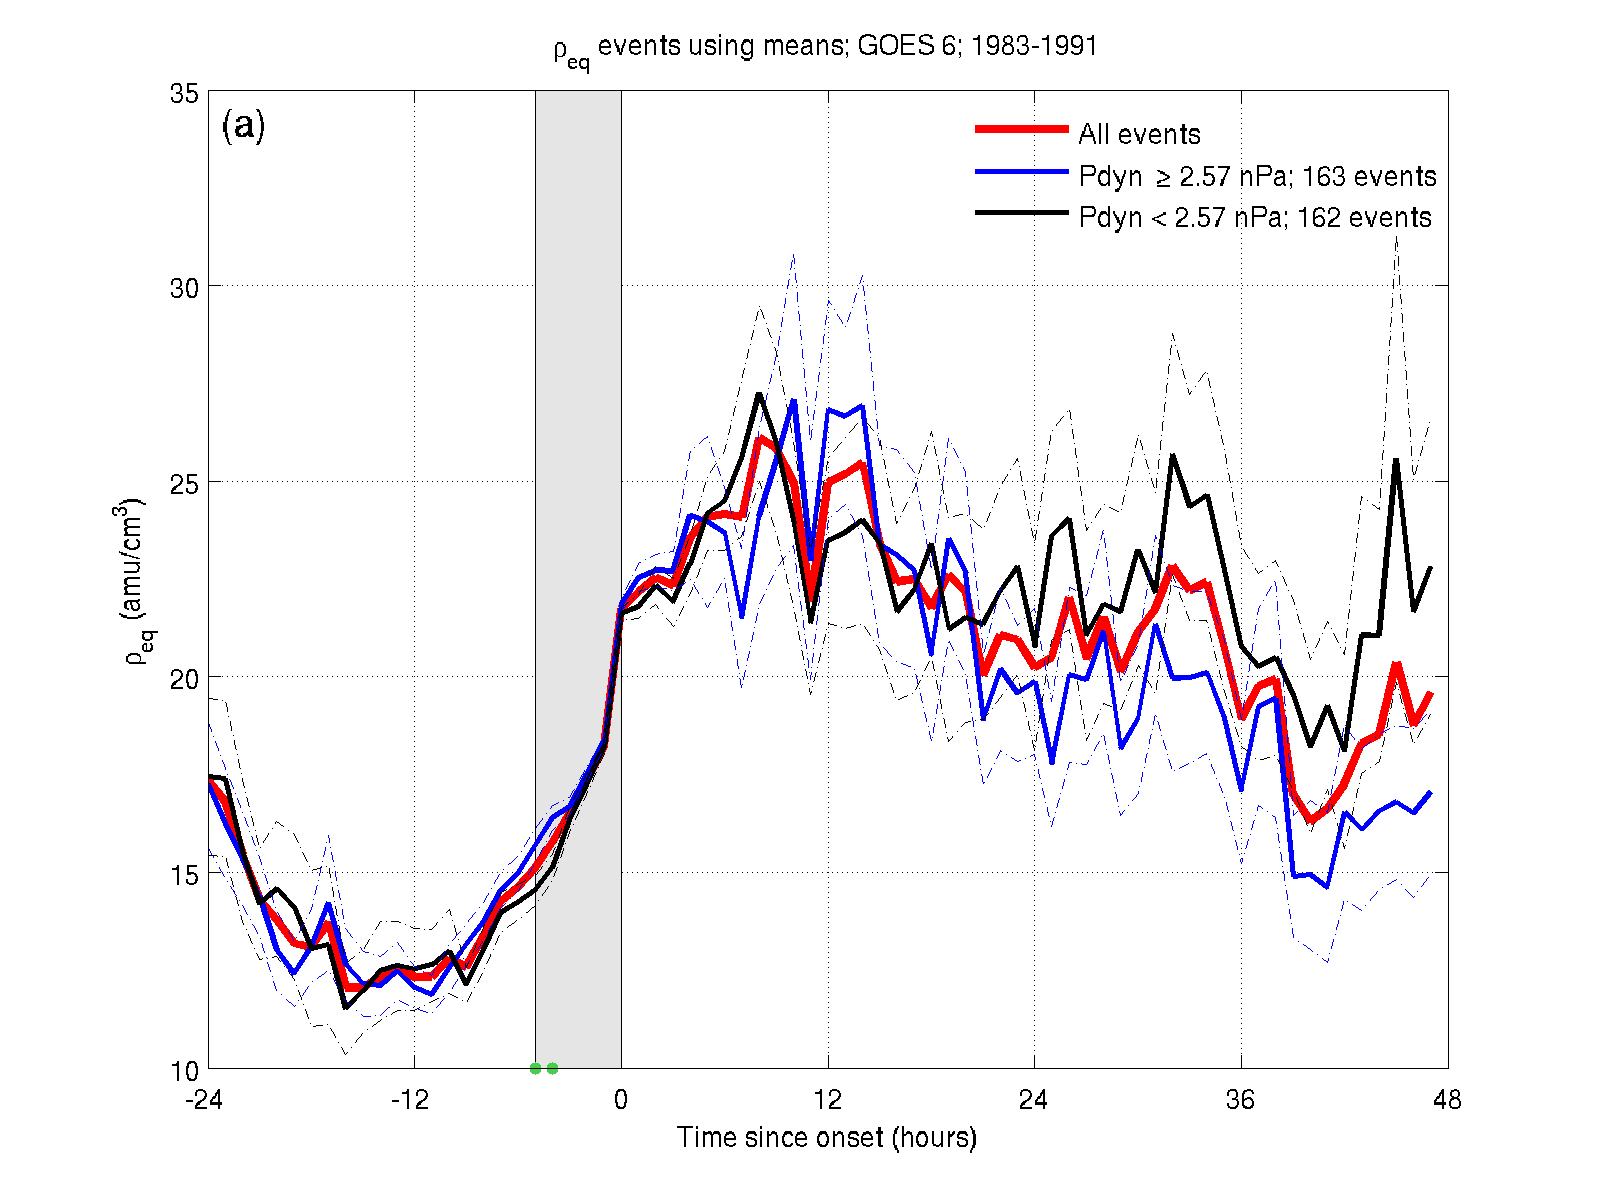 ρeq events using means; GOES 6; 1983-1991
(a)
All events
Pdyn ≥ 2.57 nPa; 163 events
Pdyn < 2.57 nPa; 162 events
35
30
25
20
15
10
ρeq (amu/cm³)
-24 -12 0 12 24 36 48
Time since onset (hours)